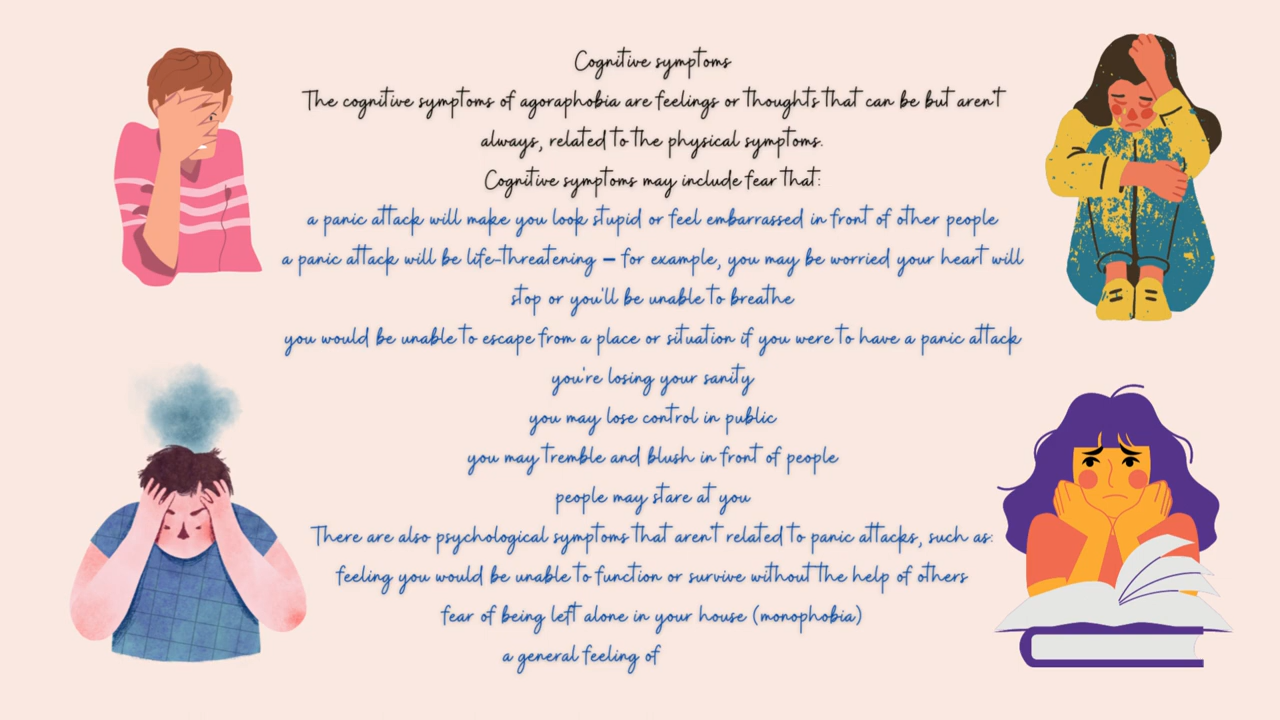 Cognitive symptoms
The cognitive symptoms of agoraphobia are feelings or thoughts that can be but aren't
always, related to the physical symptoms.
Cognitive symptoms may include fear that:
a panic attack will make you look stupid or feel embarrassed in front of other people
a panic attack will be life-threatening – for example, you may be worried your heart will
stop or you'll be unable to breathe
you would be unable to escape from a place or situation if you were to have a panic attack
you're losing your sanity
you may lose control in public
you may tremble and blush in front of people
people may stare at you
There are also psychological symptoms that aren't related to panic attacks, such as:
feeling you would be unable to function or survive without the help of others
fear of being left alone in your house (monophobia)
a general feeling of